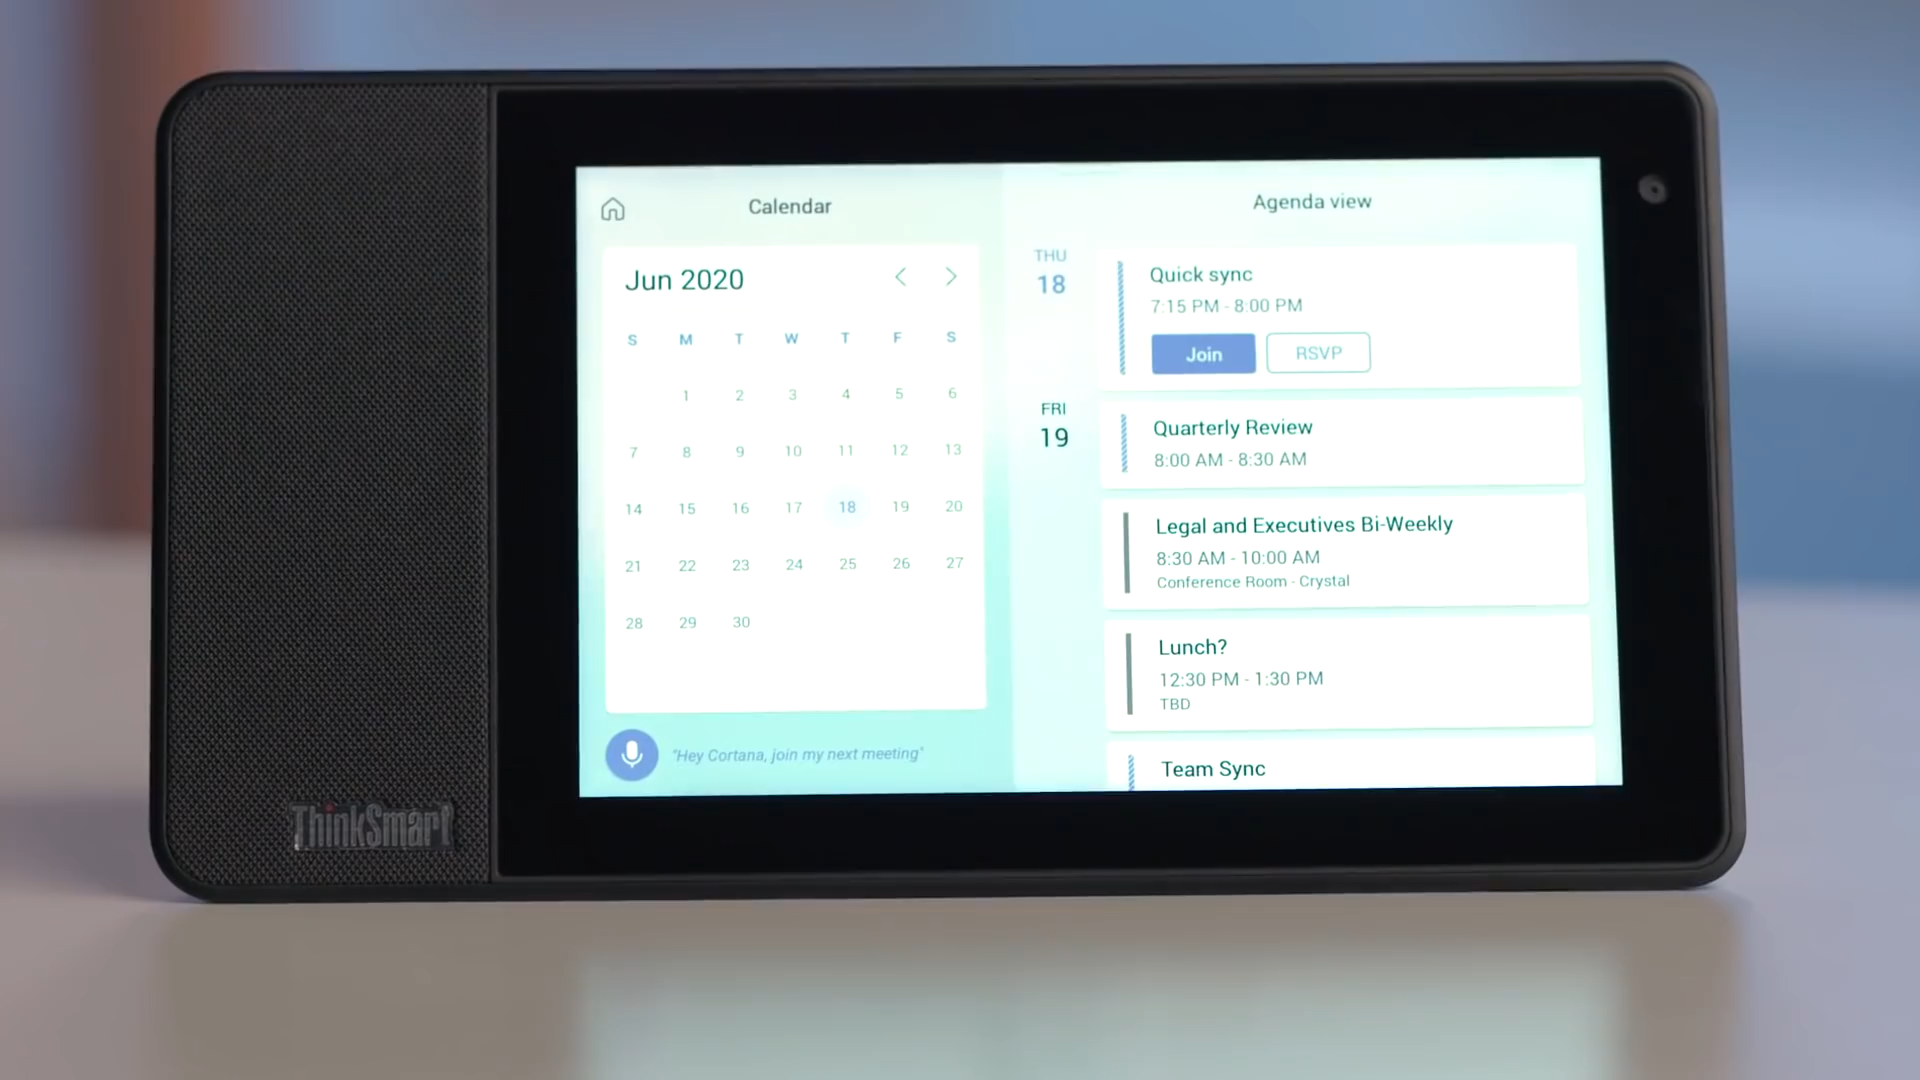 Calendar
Jun 2020
S M T W T F S
1 2 3 4 5 6
7 8 9 10 11 12 13
14 15 16 17 18 19 20
21 22 23 24 25 26 27
28 29 30
"Hey Cortana, join my next meeting"
Agenda view
THU
18
Quick sync
7:15 PM - 8:00 PM
Join RSVP
FRI
19
Quarterly Review
8:00 AM - 8:30 AM
Legal and Executives Bi-Weekly
8:30 AM - 10:00 AM
Conference Room - Crystal
Lunch?
12:30 PM - 1:30 PM
TBD
Team Sync
ThinkSmart